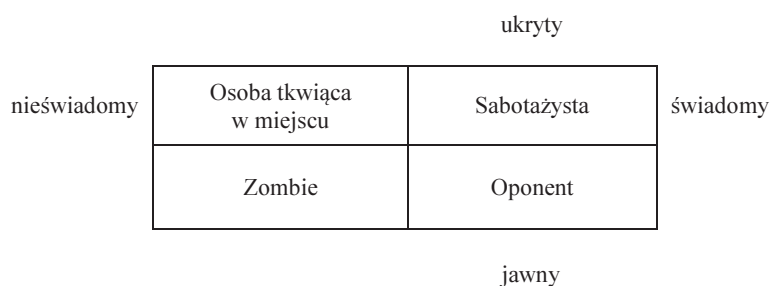 ukryty
nieświadomy
Osoba tkwiąca
w miejscu
Sabotażysta
świadomy
Zombie
Oponent
jawny